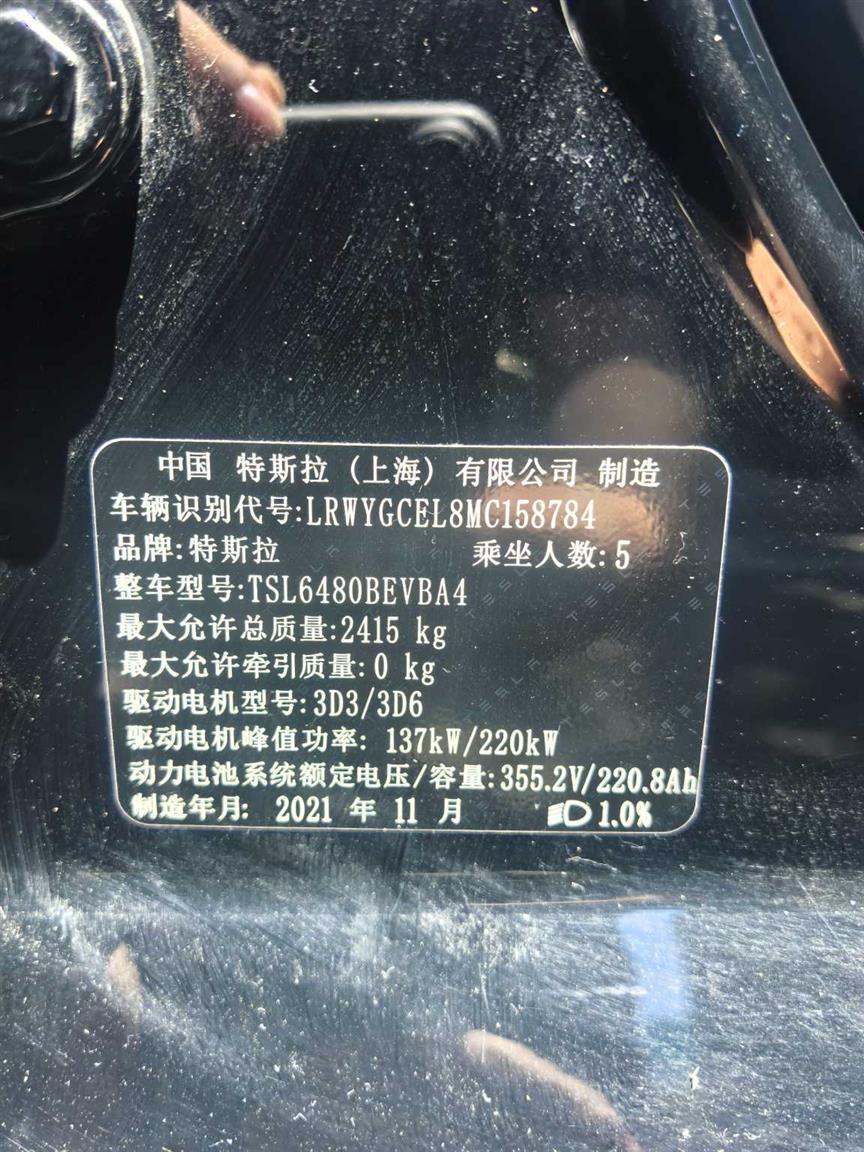 中国 特斯拉 (上海) 有限公司 制造
车辆识别代号:LRWYGCEL8MC158784
品牌:特斯拉 乘坐人数:5
整车型号:TSL6480BEVBA4
最大允许总质量:2415 kg
最大允许牵引质量:0 kg
驱动电机型号:3D3/3D6
驱动电机峰值功率: 137kW/220kW
动力电池系统额定电压/容量:355.2V/220.8Ah
制造年月: 2021 年 11 月 1.0%